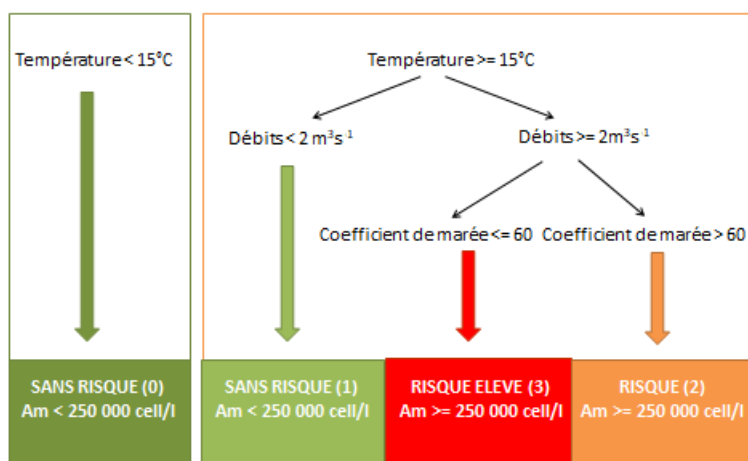 Température < 15°C
Température >= 15°C
Débits < 2 m³s⁻¹
Débits >= 2m³s⁻¹
Coefficient de marée <= 60
Coefficient de marée > 60
SANS RISQUE (0)
Am < 250 000 cell/l
SANS RISQUE (1)
Am < 250 000 cell/l
RISQUE ELEVE (3)
Am >= 250 000 cell/l
RISQUE (2)
Am >= 250 000 cell/l